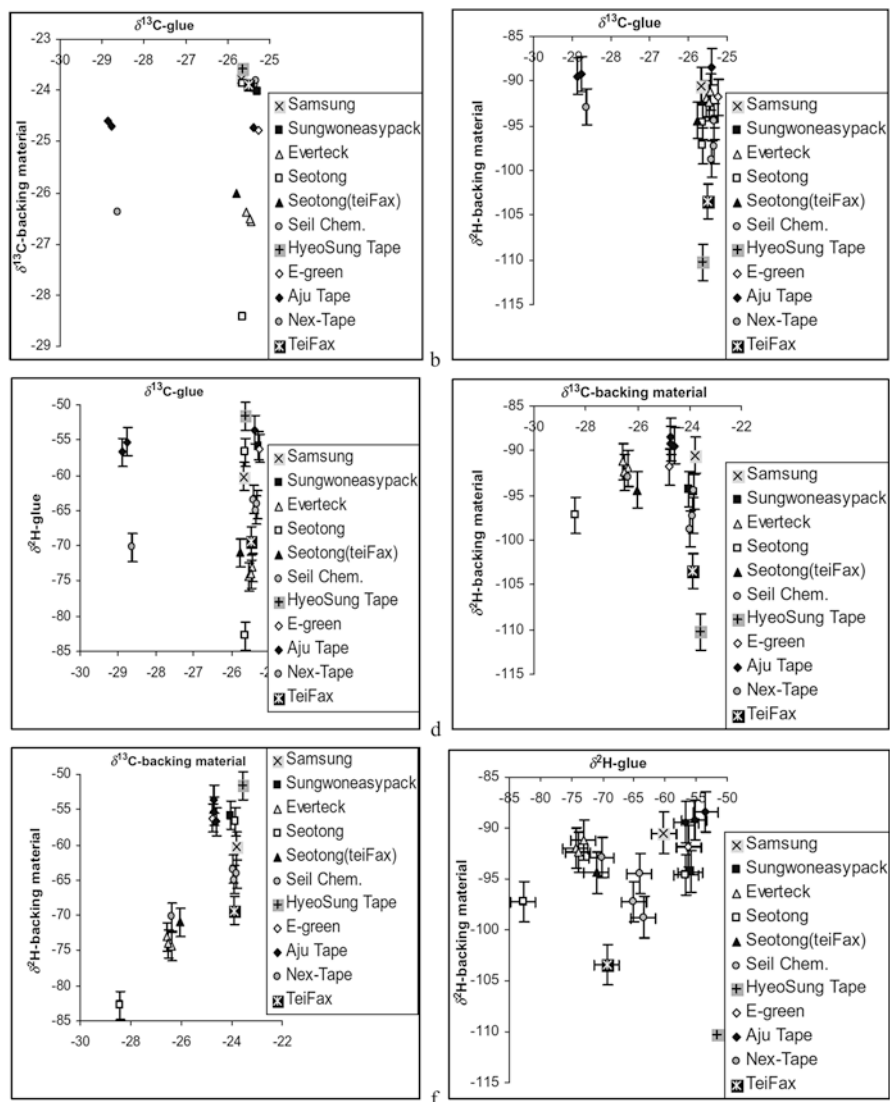 δ13C-glue
-30 -29 -28 -27 -26 -25
-23
-24
-25
-26
-27
-28
-29
δ13C-backing material
Samsung
Sungwoneasypack
Everteck
Seotong
Seotong(teiFax)
Seil Chem.
HyeoSung Tape
E-green
Aju Tape
Nex-Tape
TeiFax
b
δ13C-glue
-30 -29 -28 -27 -26 -25
-85
-90
-95
-100
-105
-110
-115
δ2H-backing material
Samsung
Sungwoneasypack
Everteck
Seotong
Seotong(teiFax)
Seil Chem.
HyeoSung Tape
E-green
Aju Tape
Nex-Tape
TeiFax
δ13C-glue
-30 -29 -28 -27 -26 -25
-50
-55
-60
-65
-70
-75
-80
-85
δ2H-glue
Samsung
Sungwoneasypack
Everteck
Seotong
Seotong(teiFax)
Seil Chem.
HyeoSung Tape
E-green
Aju Tape
Nex-Tape
TeiFax
d
δ13C-backing material
-30 -28 -26 -24 -22
-85
-90
-95
-100
-105
-110
-115
δ2H-backing material
Samsung
Sungwoneasypack
Everteck
Seotong
Seotong(teiFax)
Seil Chem.
HyeoSung Tape
E-green
Aju Tape
Nex-Tape
TeiFax
δ13C-backing material
-30 -28 -26 -24 -22
-50
-55
-60
-65
-70
-75
-80
-85
δ2H-backing material
Samsung
Sungwoneasypack
Everteck
Seotong
Seotong(teiFax)
Seil Chem.
HyeoSung Tape
E-green
Aju Tape
Nex-Tape
TeiFax
f
δ2H-glue
-85 -80 -75 -70 -65 -60 -55 -50
-85
-90
-95
-100
-105
-110
-115
δ2H-backing material
Samsung
Sungwoneasypack
Everteck
Seotong
Seotong(teiFax)
Seil Chem.
HyeoSung Tape
E-green
Aju Tape
Nex-Tape
TeiFax